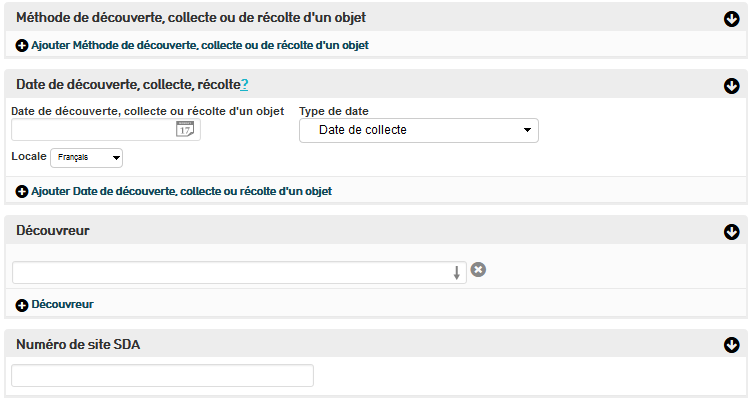 Méthode de découverte, collecte ou de récolte d'un objet
Ajouter Méthode de découverte, collecte ou de récolte d'un objet
Date de découverte, collecte, récolte?
Date de découverte, collecte ou récolte d'un objet Type de date
17 Date de collecte
Locale Français
Ajouter Date de découverte, collecte ou récolte d'un objet
Découvreur
Découvreur
Numéro de site SDA